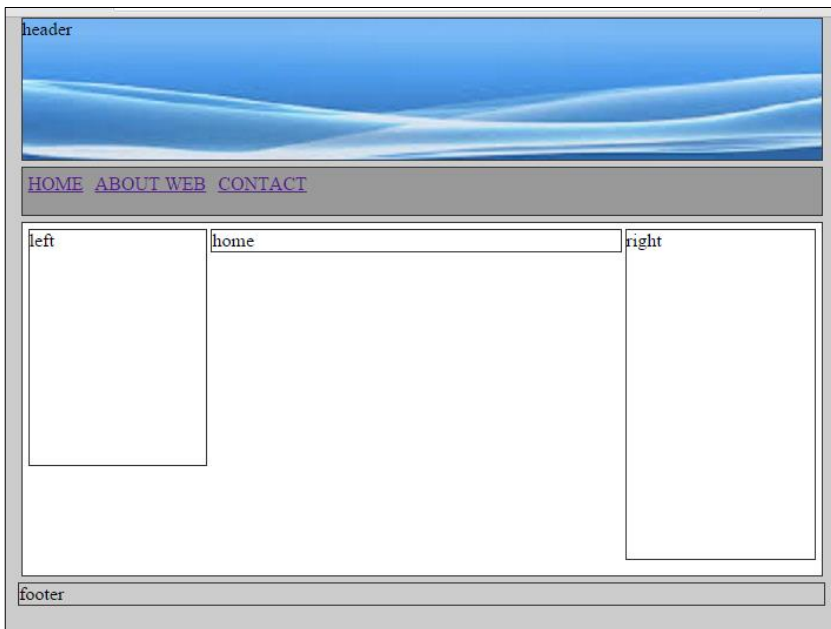 header
HOME ABOUT WEB CONTACT
left
home
right
footer